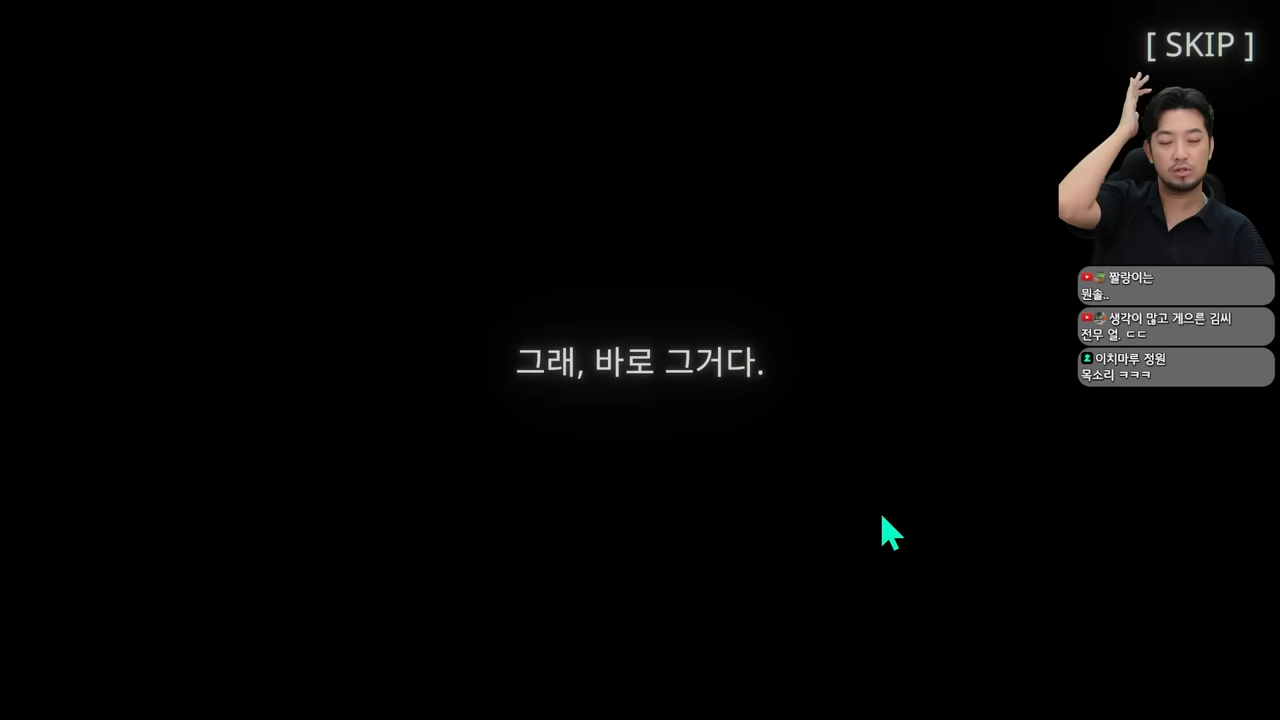 [ SKIP ]
짤랑이는
뭔솔..
생각이 많고 게으른 김씨
전무 얼. ㄷㄷ
이치마루 정원
목소리 ㅋㅋㅋ
그래, 바로 그거다.